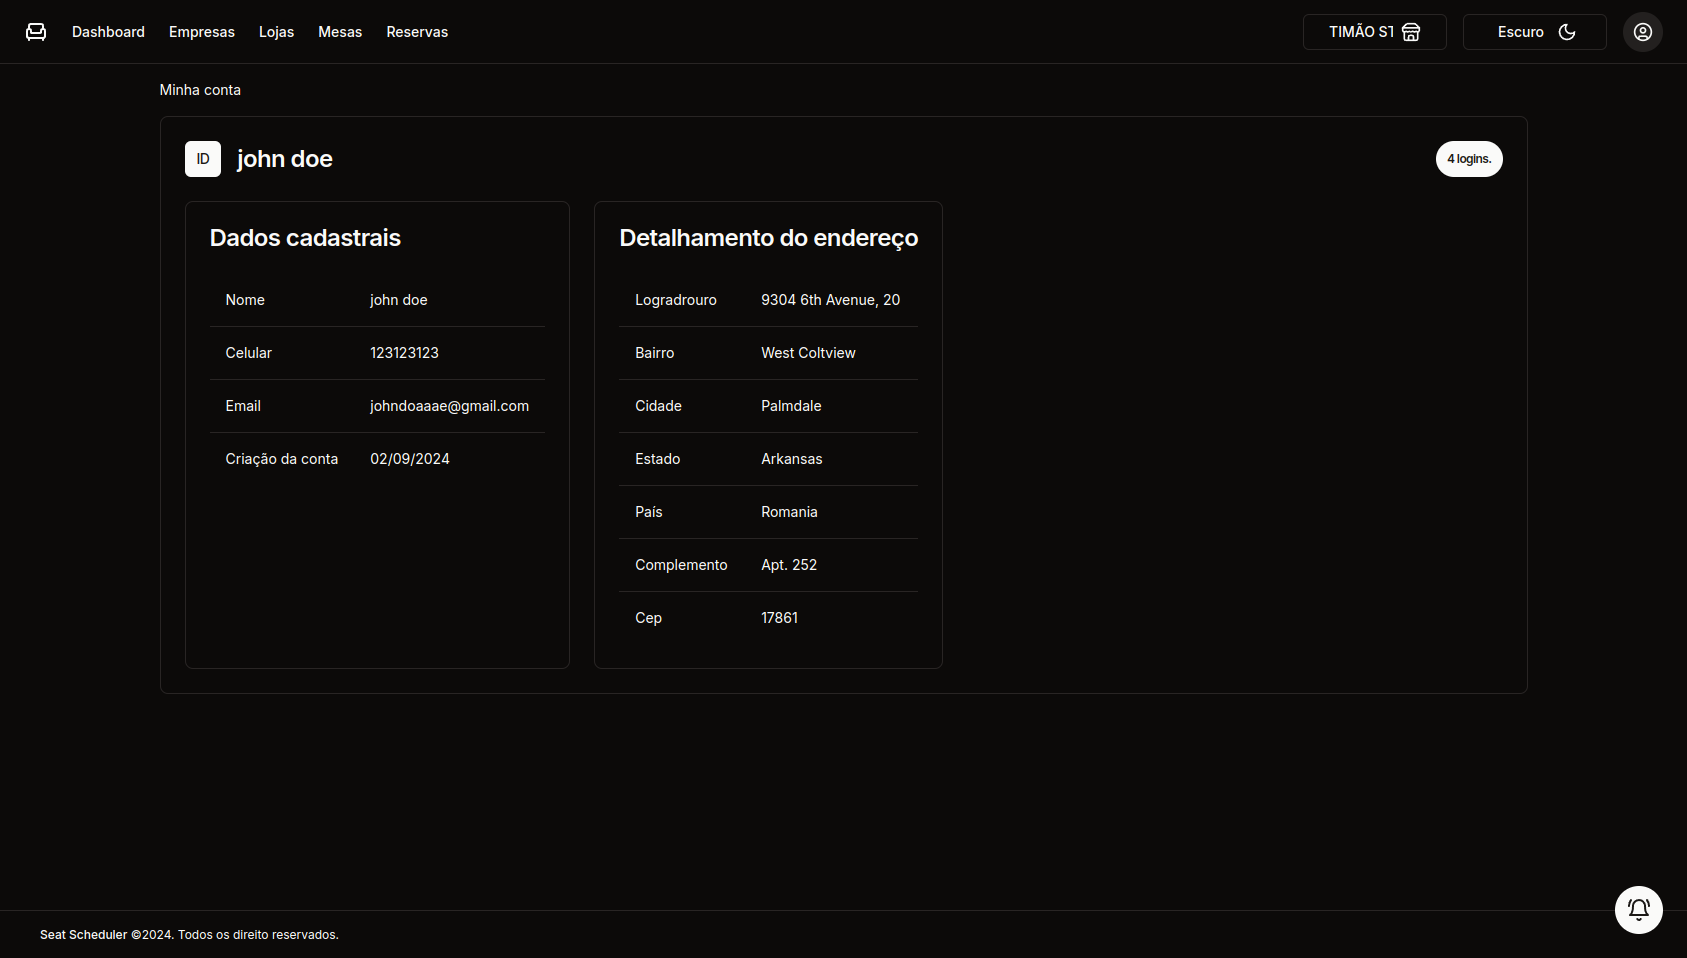 Dashboard Empresas Lojas Mesas Reservas TIMÃO ST Escuro
Minha conta
ID john doe 4 logins.
Dados cadastrais
Nome john doe
Celular 123123123
Email johndoaaae@gmail.com
Criação da conta 02/09/2024
Detalhamento do endereço
Logradrouro 9304 6th Avenue, 20
Bairro West Coltview
Cidade Palmdale
Estado Arkansas
País Romania
Complemento Apt. 252
Cep 17861
Seat Scheduler ©2024. Todos os direito reservados.